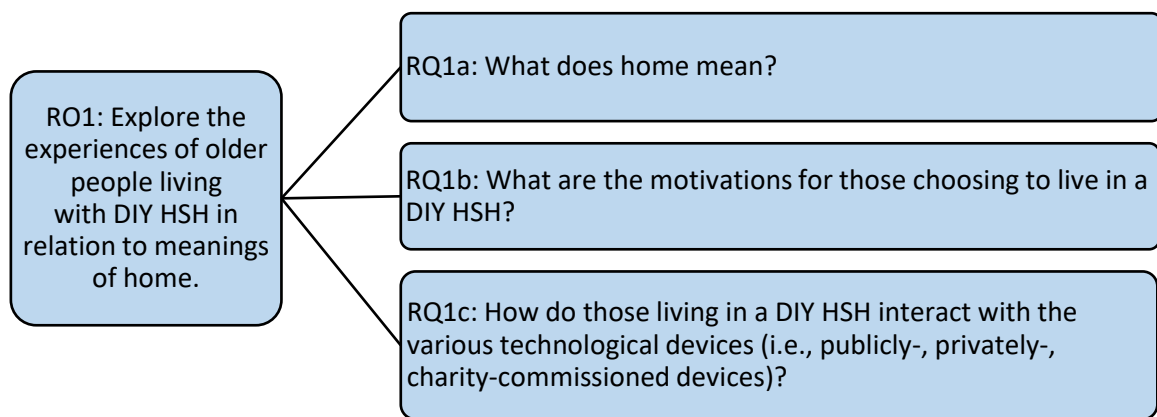 RO1: Explore the
experiences of older
people living
with DIY HSH in
relation to meanings
of home.
RQ1a: What does home mean?
RQ1b: What are the motivations for those choosing to live in a
DIY HSH?
RQ1c: How do those living in a DIY HSH interact with the
various technological devices (i.e., publicly-, privately-,
charity-commissioned devices)?